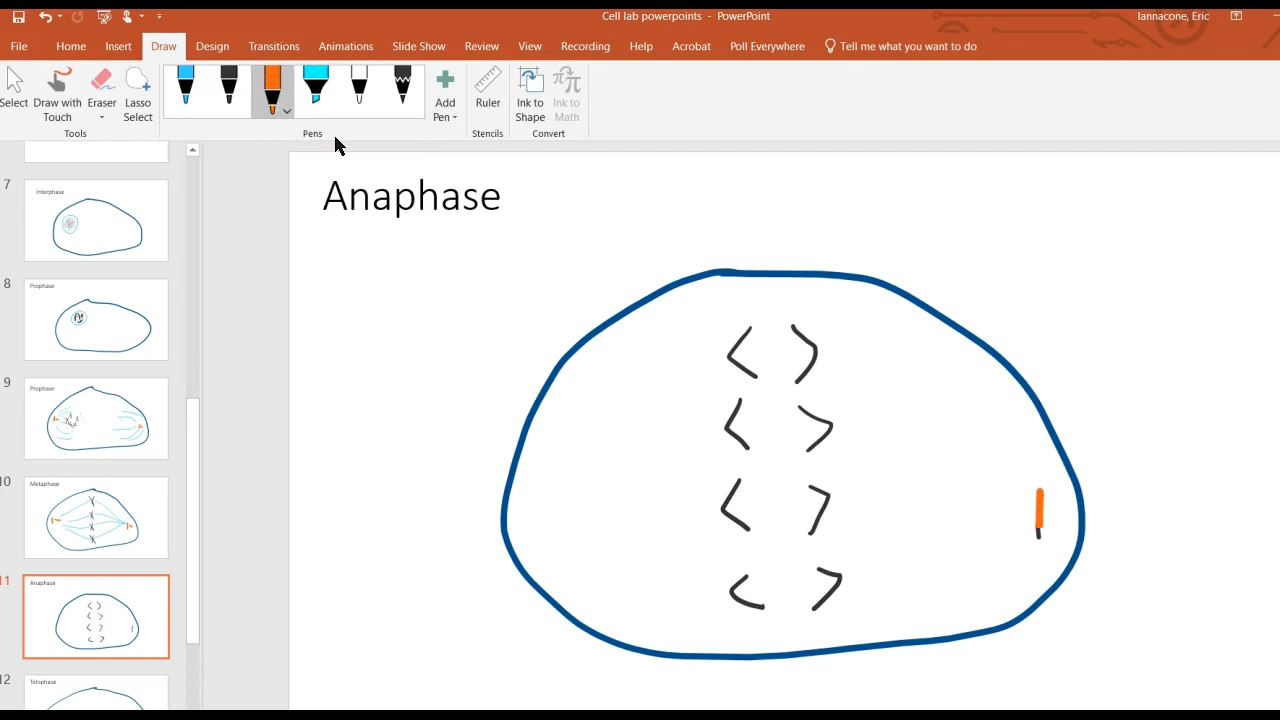 Cell lab powerpoints - PowerPoint
Iannacone, Eric
File Home Insert Draw Design Transitions Animations Slide Show Review View Recording Help Acrobat Poll Everywhere Tell me what you want to do
Select
Draw with Touch
Eraser
Lasso Select
Tools
Pens
Add Pen
Ruler
Stencils
Ink to Shape
Ink to Math
Convert
7
Interphase
8
Prophase
9
Prophase
10
Metaphase
11
Anaphase
12
Telophase
Anaphase